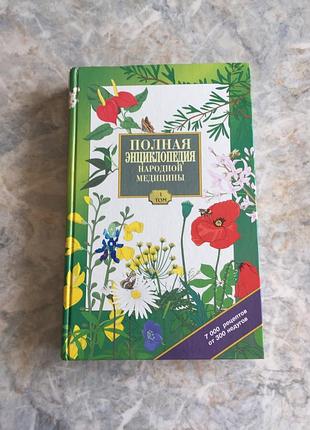 ПОЛНАЯ
ЭНЦИКЛОПЕДИЯ
НАРОДНОЙ
МЕДИЦИНЫ
1
ТОМ
7 000 рецептов
от 300 недугов